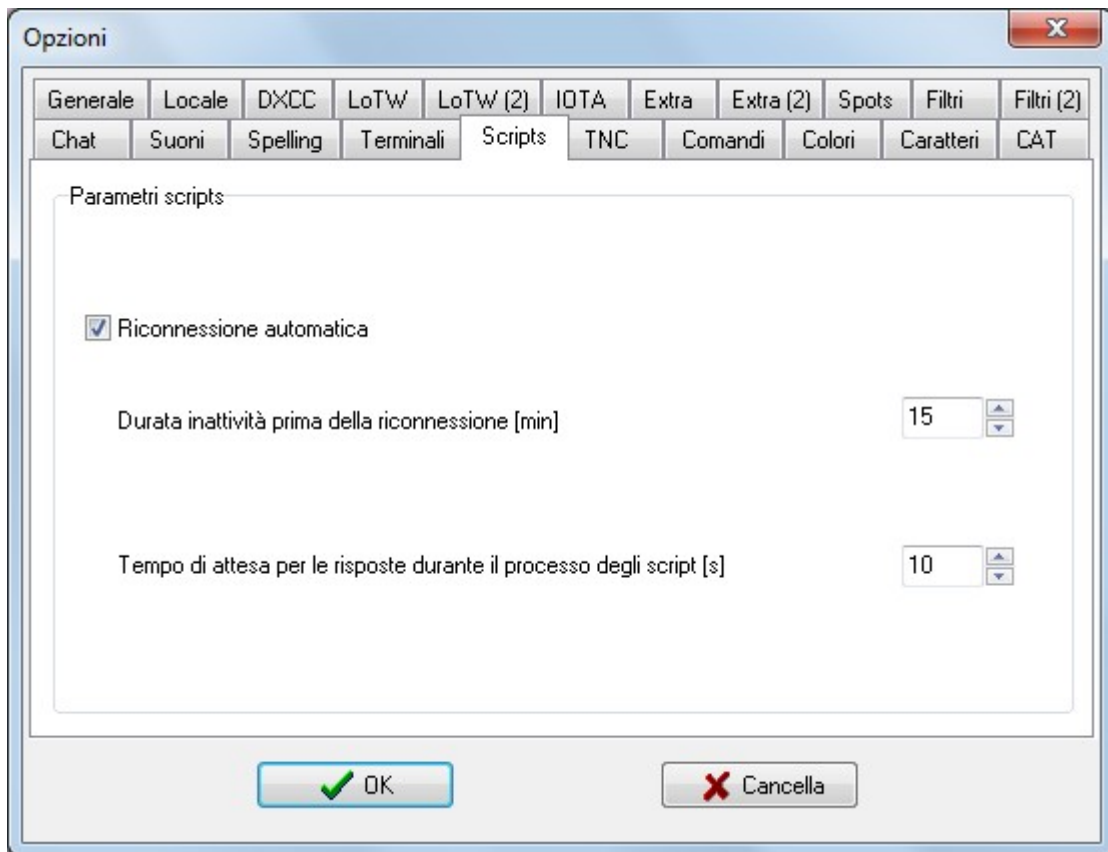 Opzioni
Generale Locale DXCC LoTW LoTW (2) IOTA Extra Extra (2) Spots Filtri Filtri (2)
Chat Suoni Spelling Terminali Scripts TNC Comandi Colori Caratteri CAT
Parametri scripts
Riconnessione automatica
Durata inattività prima della riconnessione [min] 15
Tempo di attesa per le risposte durante il processo degli script [s] 10
OK Cancella